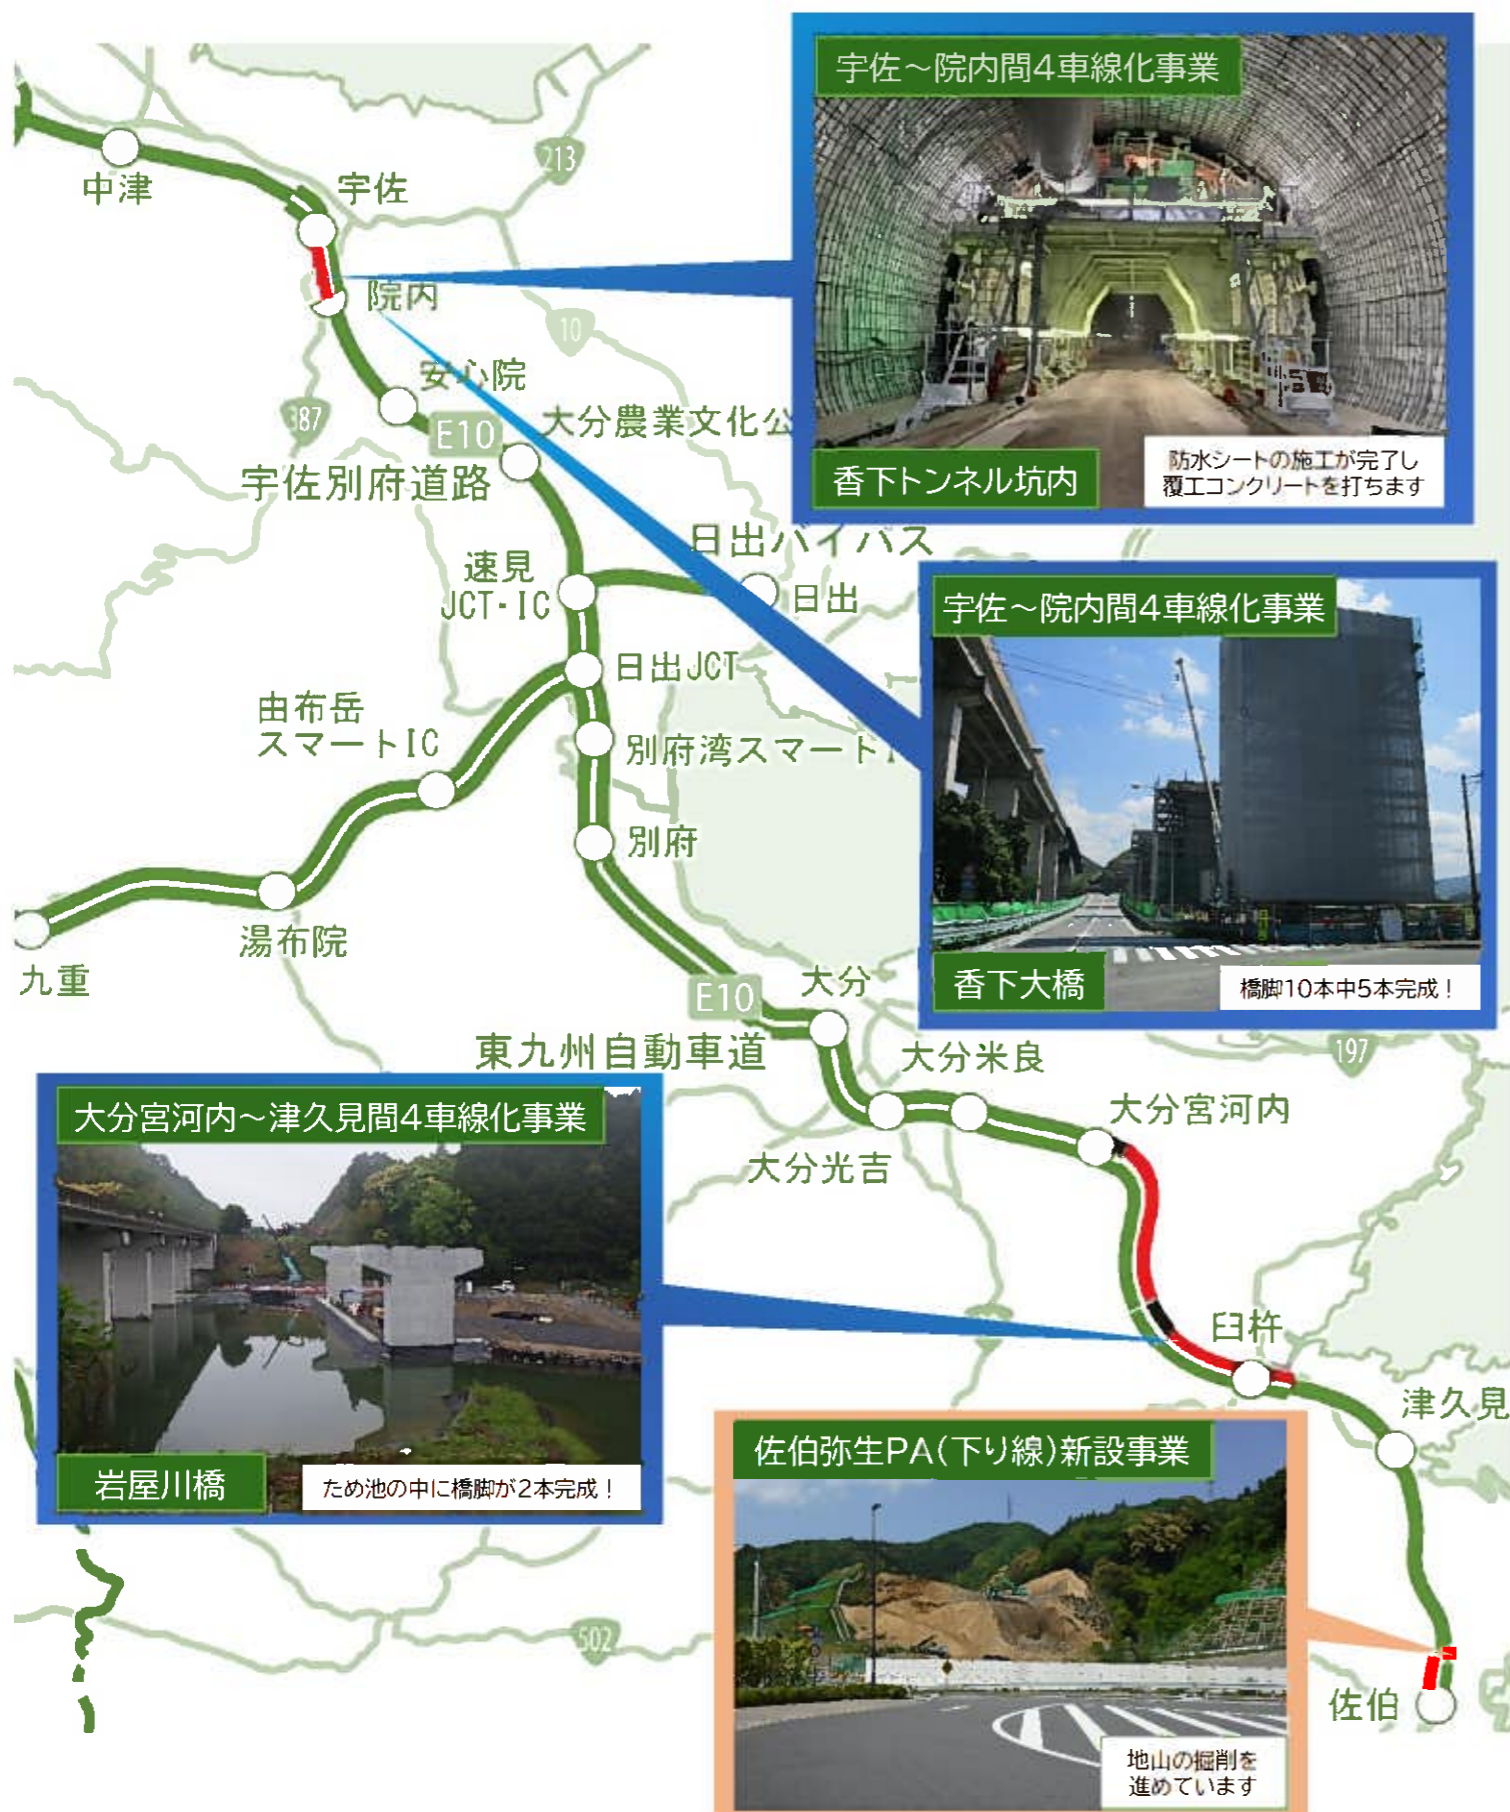 宇佐～院内間4車線化事業
213
中津
宇佐
院内
10
安心院
387
E10
大分農業文化公
宇佐別府道路
香下トンネル坑内
防水シートの施工が完了し
覆工コンクリートを打ちます
日出バイパス
速見
JCT・IC
日出
宇佐～院内間4車線化事業
日出JCT
由布岳
スマートIC
別府湾スマートI
別府
湯布院
九重
香下大橋
橋脚10本中5本完成！
E10
大分
東九州自動車道
大分米良
197
大分宮河内～津久見間4車線化事業
大分宮河内
大分光吉
臼杵
津久見
岩屋川橋
ため池の中に橋脚が2本完成！
佐伯弥生PA（下り線）新設事業
502
佐伯
地山の掘削を
進めています